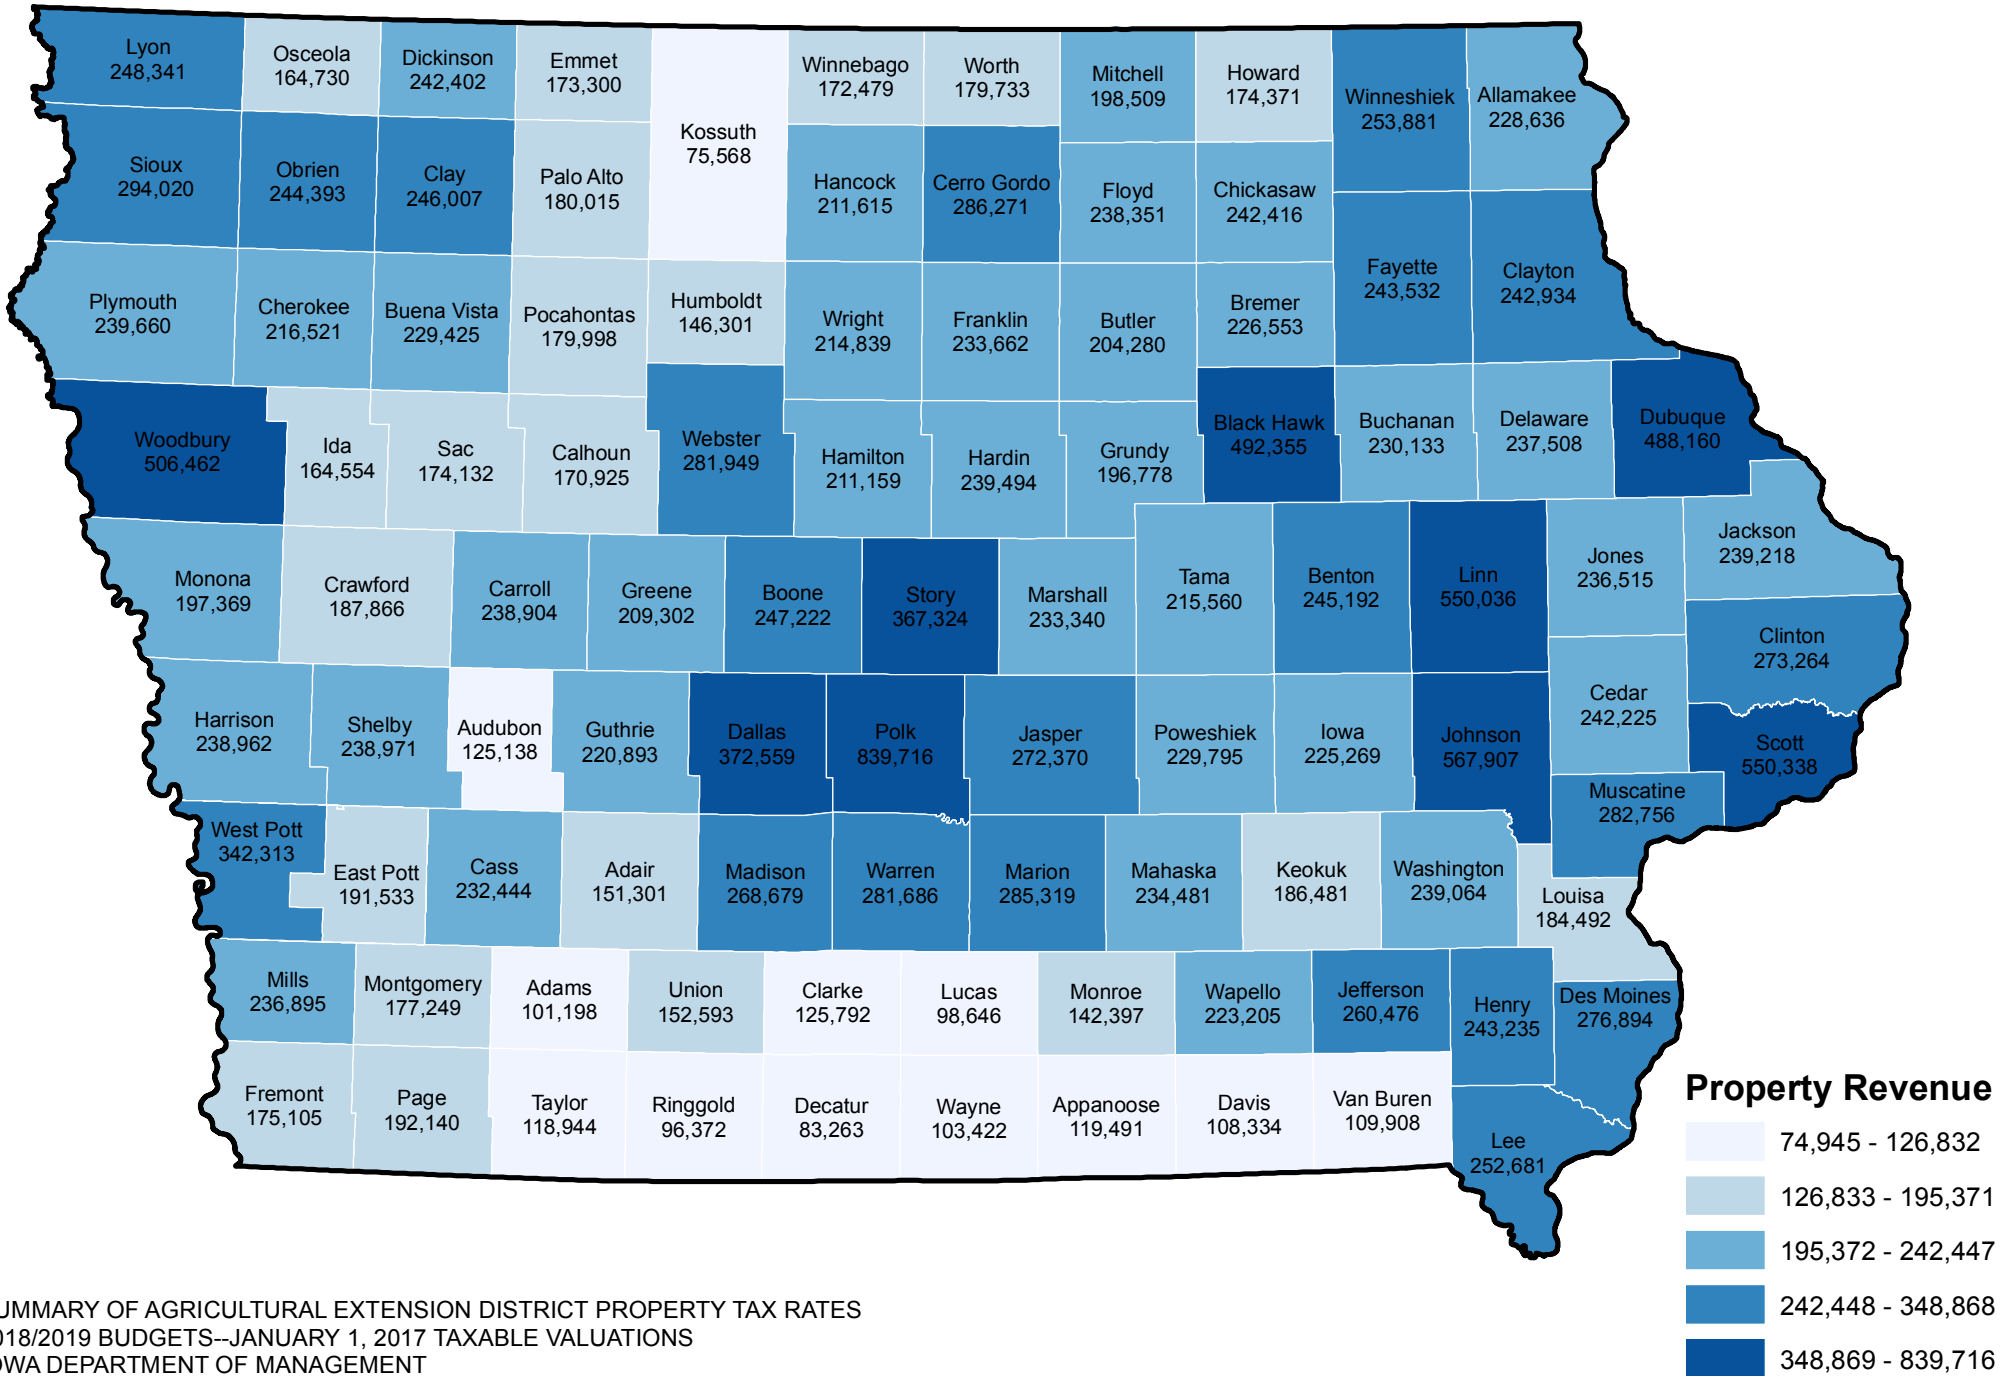 Lyon
248,341
Osceola
164,730
Dickinson
242,402
Emmet
173,300
Kossuth
75,568
Winnebago
172,479
Worth
179,733
Mitchell
198,509
Howard
174,371
Winneshiek
253,881
Allamakee
228,636
Sioux
294,020
Obrien
244,393
Clay
246,007
Palo Alto
180,015
Hancock
211,615
Cerro Gordo
286,271
Floyd
238,351
Chickasaw
242,416
Plymouth
239,660
Cherokee
216,521
Buena Vista
229,425
Pocahontas
179,998
Humboldt
146,301
Wright
214,839
Franklin
233,662
Butler
204,280
Bremer
226,553
Fayette
243,532
Clayton
242,934
Woodbury
506,462
Ida
164,554
Sac
174,132
Calhoun
170,925
Webster
281,949
Hamilton
211,159
Hardin
239,494
Grundy
196,778
Black Hawk
492,355
Buchanan
230,133
Delaware
237,508
Dubuque
488,160
Monona
197,369
Crawford
187,866
Carroll
238,904
Greene
209,302
Boone
247,222
Story
367,324
Marshall
233,340
Tama
215,560
Benton
245,192
Linn
550,036
Jones
236,515
Jackson
239,218
Clinton
273,264
Harrison
238,962
Shelby
238,971
Audubon
125,138
Guthrie
220,893
Dallas
372,559
Polk
839,716
Jasper
272,370
Poweshiek
229,795
Iowa
225,269
Johnson
567,907
Cedar
242,225
Scott
550,338
Muscatine
282,756
West Pott
342,313
East Pott
191,533
Cass
232,444
Adair
151,301
Madison
268,679
Warren
281,686
Marion
285,319
Mahaska
234,481
Keokuk
186,481
Washington
239,064
Louisa
184,492
Mills
236,895
Montgomery
177,249
Adams
101,198
Union
152,593
Clarke
125,792
Lucas
98,646
Monroe
142,397
Wapello
223,205
Jefferson
260,476
Henry
243,235
Des Moines
276,894
Fremont
175,105
Page
192,140
Taylor
118,944
Ringgold
96,372
Decatur
83,263
Wayne
103,422
Appanoose
119,491
Davis
108,334
Van Buren
109,908
Lee
252,681
Property Revenue
74,945 - 126,832
126,833 - 195,371
195,372 - 242,447
242,448 - 348,868
348,869 - 839,716
UMMARY OF AGRICULTURAL EXTENSION DISTRICT PROPERTY TAX RATES
018/2019 BUDGETS--JANUARY 1, 2017 TAXABLE VALUATIONS
OWA DEPARTMENT OF MANAGEMENT